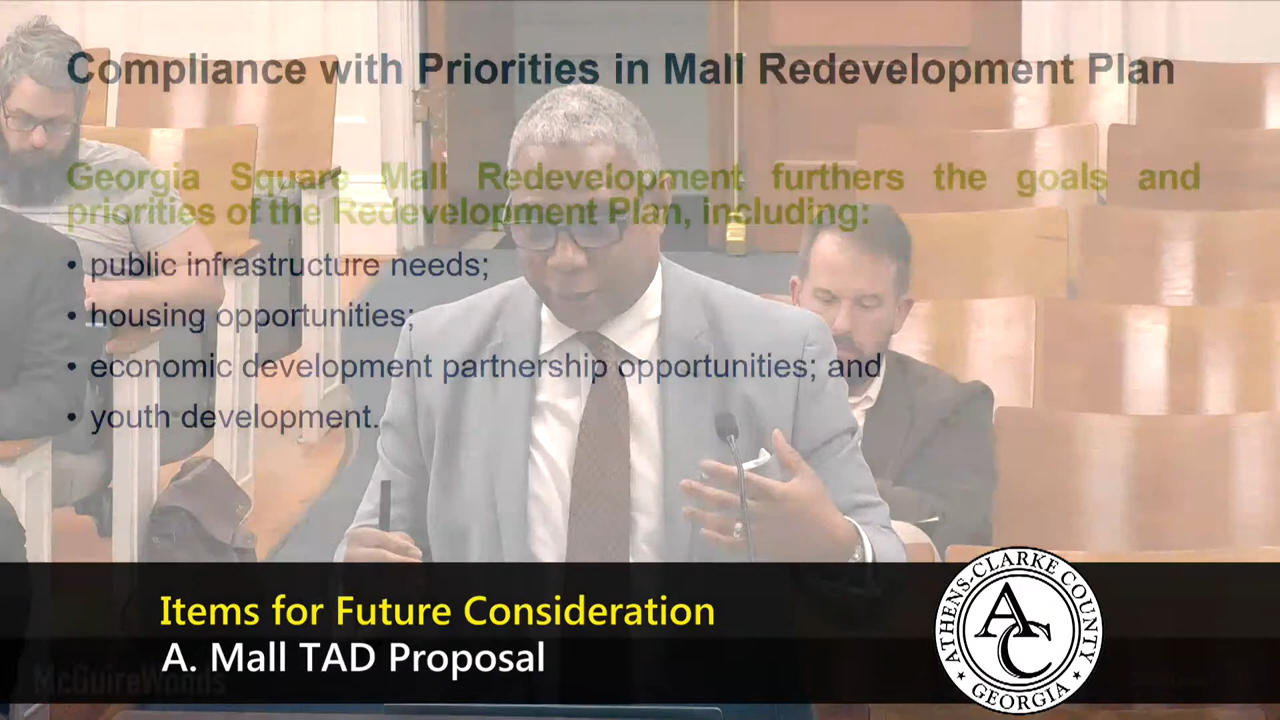 Compliance with Priorities in Mall Redevelopment Plan
Georgia Square Mall Redevelopment furthers the goals and
priorities of the Redevelopment Plan, including:
• public infrastructure needs;
• housing opportunities;
• economic development partnership opportunities; and
• youth development.
Items for Future Consideration
A. Mall TAD Proposal
McGuireWoods
ATHENS-CLARKE COUNTY
ACC
GEORGIA